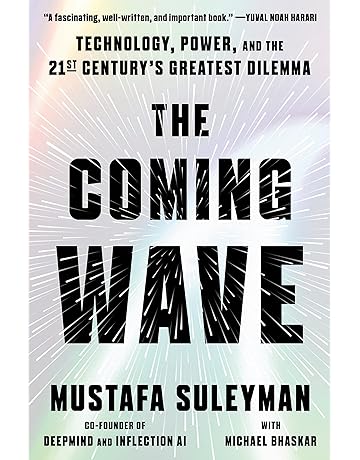 "A fascinating, well-written, and important book." —YUVAL NOAH HARARI
TECHNOLOGY, POWER, AND THE
21ST CENTURY'S GREATEST DILEMMA
THE
COMING
WAVE
MUSTAFA SULEYMAN
CO-FOUNDER OF
DEEPMIND AND INFLECTION AI
WITH
MICHAEL BHASKAR